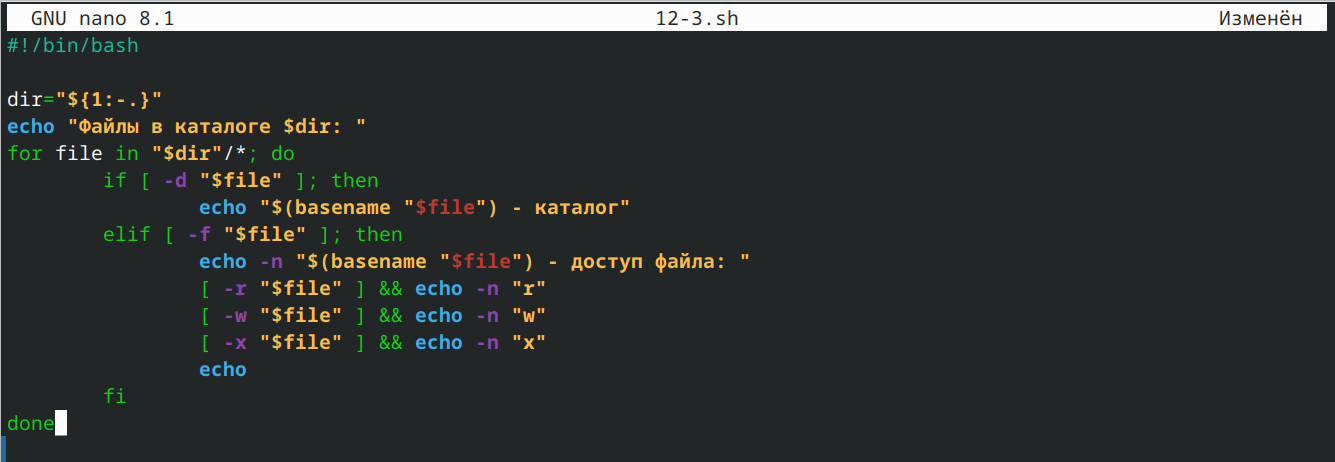 GNU nano 8.1 12-3.sh Изменён
#!/bin/bash

dir="${1:-.}"
echo "Файлы в каталоге $dir: "
for file in "$dir"/*; do
        if [ -d "$file" ]; then
                echo "$(basename "$file") - каталог"
        elif [ -f "$file" ]; then
                echo -n "$(basename "$file") - доступ файла: "
                [ -r "$file" ] && echo -n "r"
                [ -w "$file" ] && echo -n "w"
                [ -x "$file" ] && echo -n "x"
                echo
        fi
done